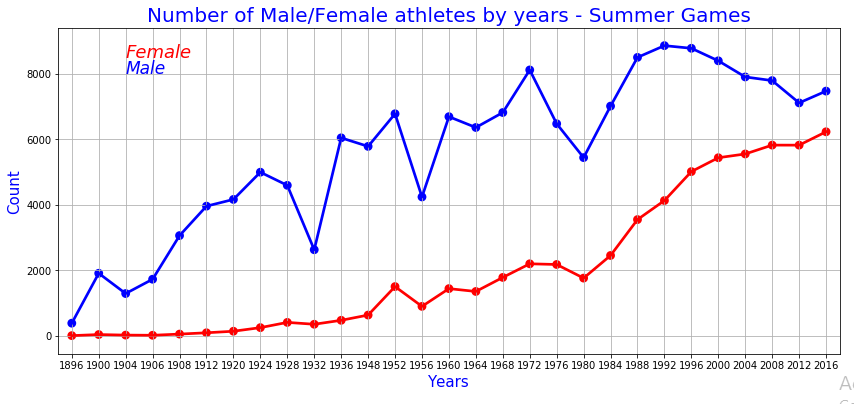 Number of Male/Female athletes by years - Summer Games
Female
Male
8000
6000
4000
2000
0
Count
1896 1900 1904 1906 1908 1912 1920 1924 1928 1932 1936 1948 1952 1956 1960 1964 1968 1972 1976 1980 1984 1988 1992 1996 2000 2004 2008 2012 2016
Years